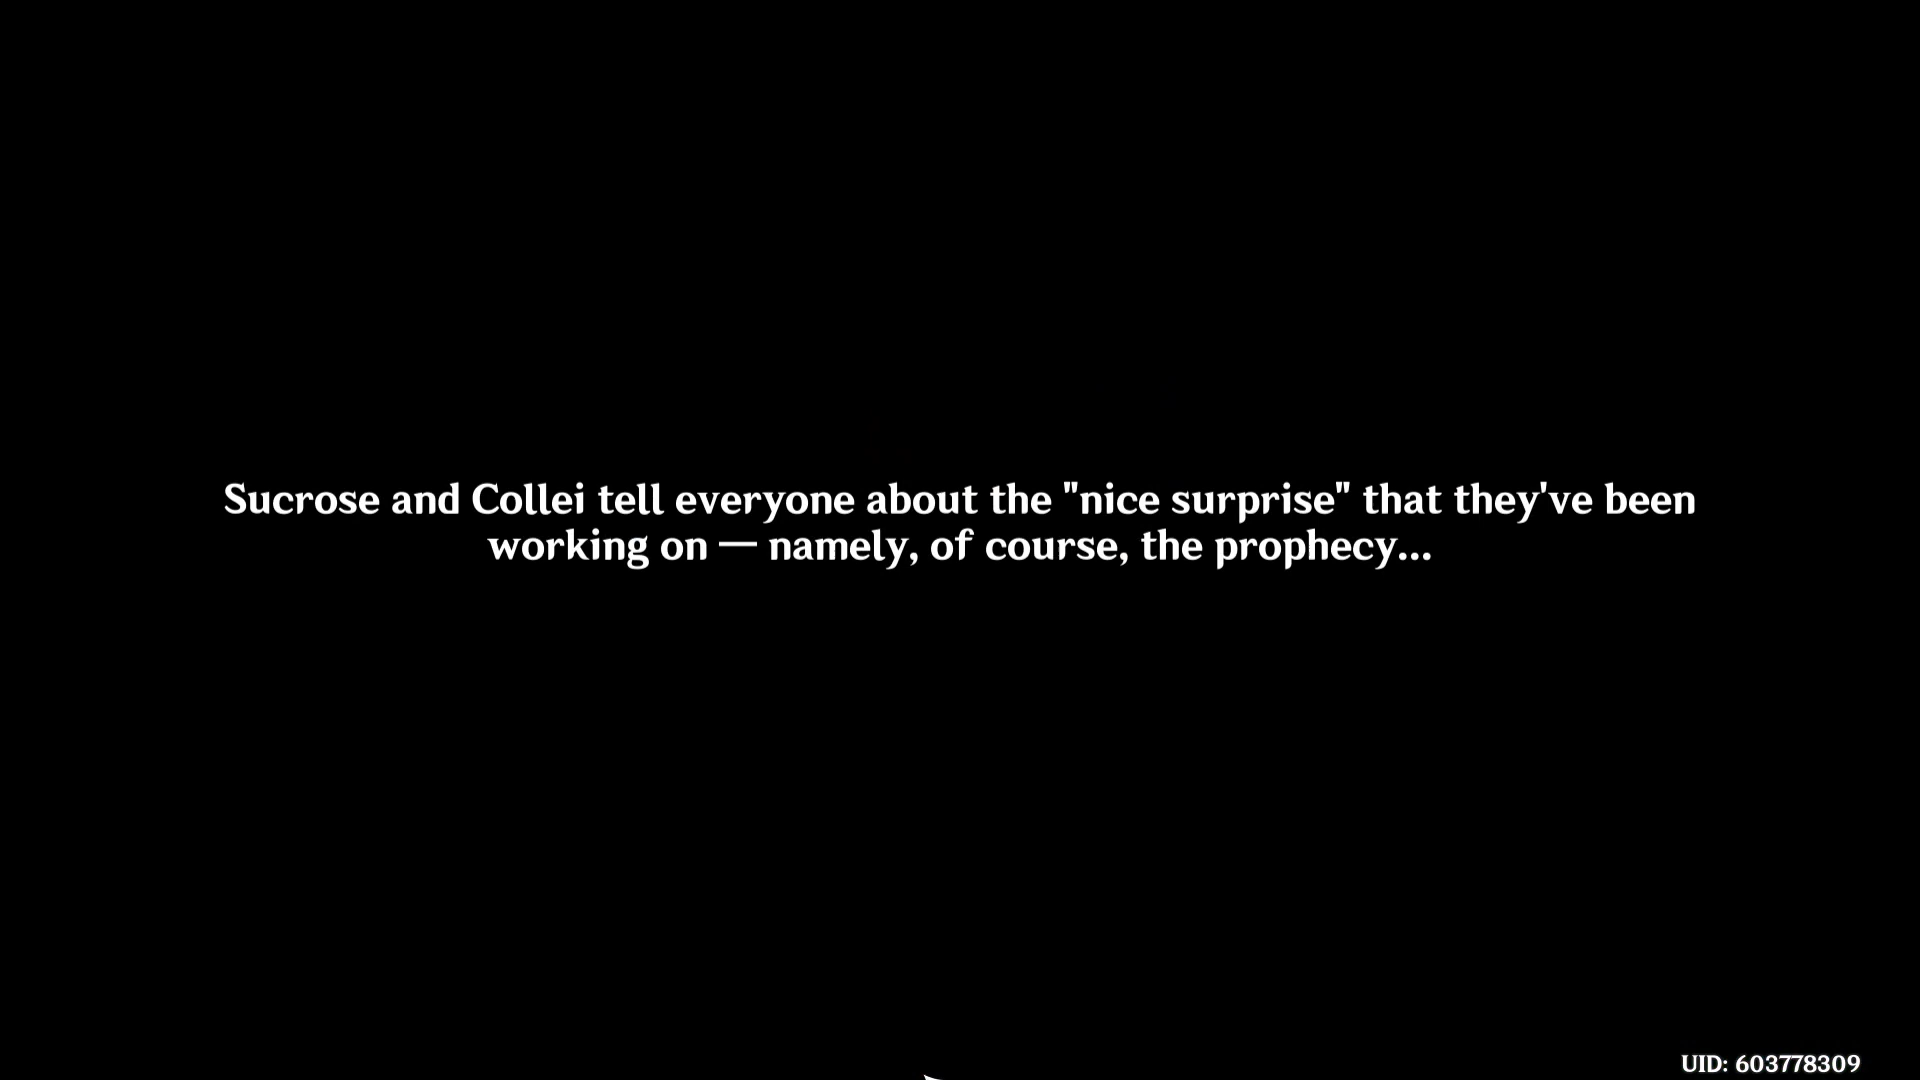 Sucrose and Collei tell everyone about the "nice surprise" that they've been
working on — namely, of course, the prophecy...
UID: 603778309